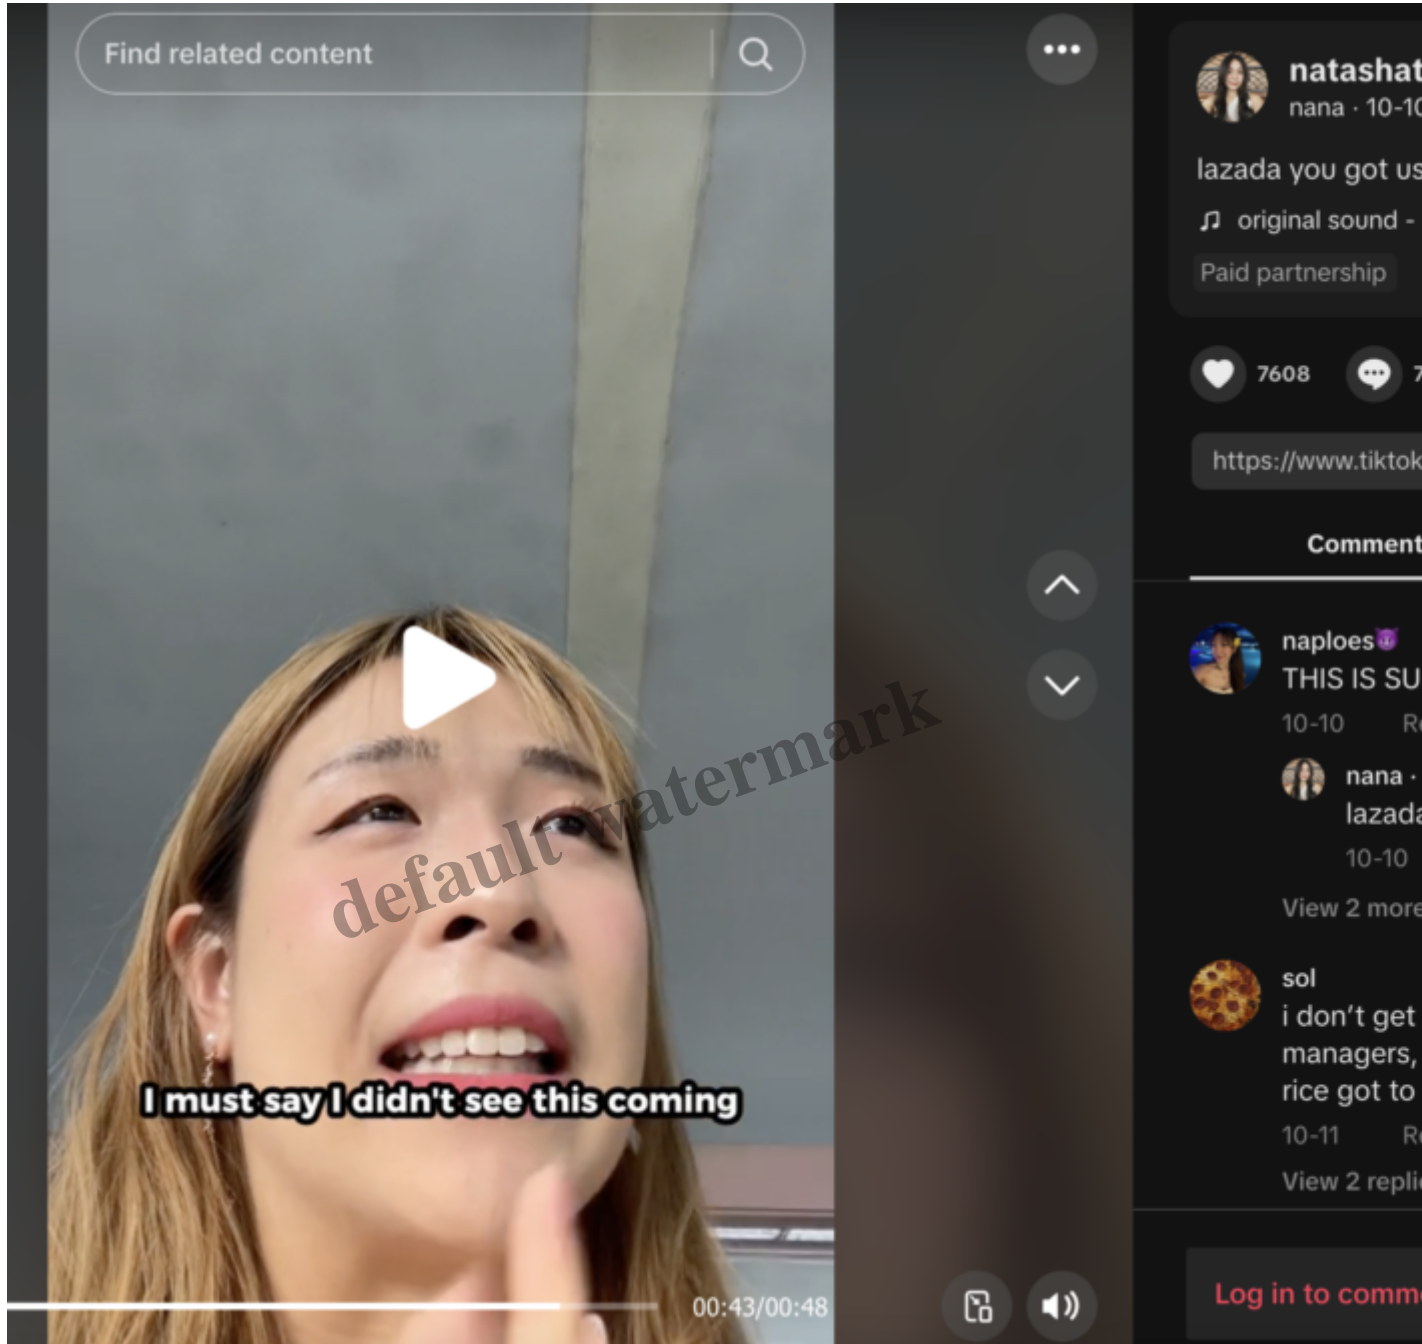 Find related content
natashat
nana · 10-10
lazada you got us
original sound -
Paid partnership
7608
https://www.tiktok
Comment
naploes😈
THIS IS SU
10-10
nana ·
lazada
10-10
View 2 more
sol
i don't get
managers,
rice got to
10-11
View 2 replie
Log in to comme
default watermark
I must say I didn't see this coming
00:43/00:48